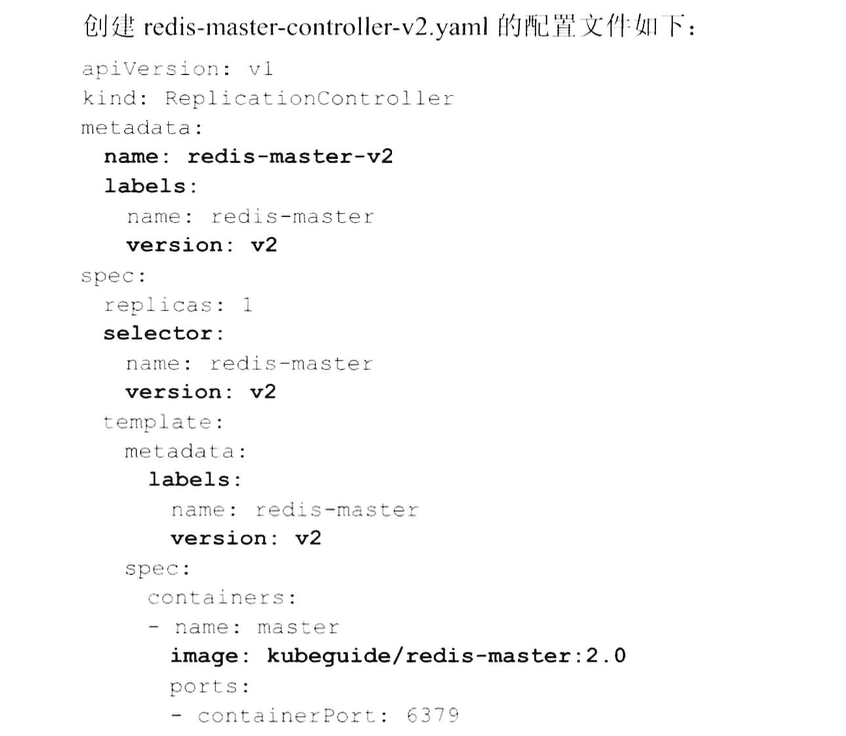 创建 redis-master-controller-v2.yaml 的配置文件如下：
apiVersion: v1
kind: ReplicationController
metadata:
  name: redis-master-v2
  labels:
    name: redis-master
    version: v2
spec:
  replicas: 1
  selector:
    name: redis-master
    version: v2
  template:
    metadata:
      labels:
        name: redis-master
        version: v2
    spec:
      containers:
      - name: master
        image: kubeguide/redis-master:2.0
        ports:
        - containerPort: 6379